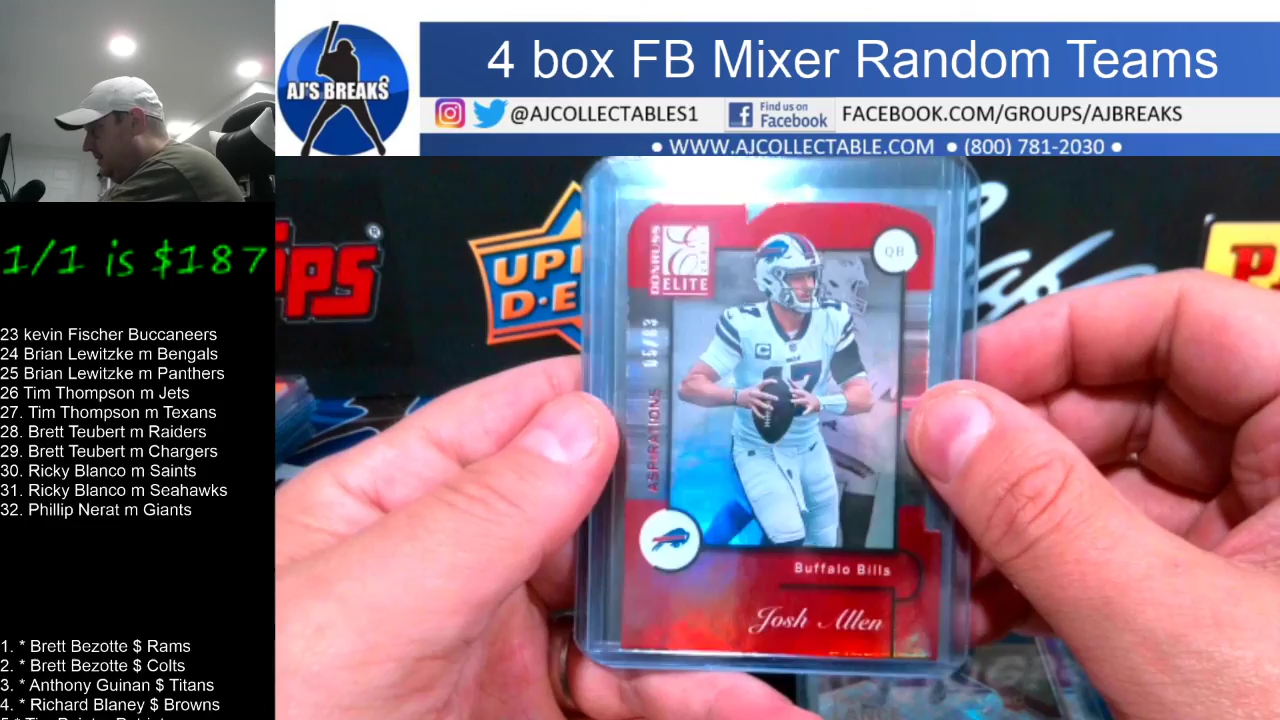 4 box FB Mixer Random Teams
AJ'S BREAKS
@AJCOLLECTABLES1
Find us on
Facebook
FACEBOOK.COM/GROUPS/AJBREAKS
• WWW.AJCOLLECTABLE.COM • (800) 781-2030 •
1/1 is $187
23 kevin Fischer Buccaneers
24 Brian Lewitzke m Bengals
25 Brian Lewitzke m Panthers
26 Tim Thompson m Jets
27. Tim Thompson m Texans
28. Brett Teubert m Raiders
29. Brett Teubert m Chargers
30. Ricky Blanco m Saints
31. Ricky Blanco m Seahawks
32. Phillip Nerat m Giants
1. * Brett Bezotte $ Rams
2. * Brett Bezotte $ Colts
3. * Anthony Guinan $ Titans
4. * Richard Blaney $ Browns
DONRUSS
ELITE
QB
ASPIRATIONS
17
C
Buffalo Bills
Josh Allen